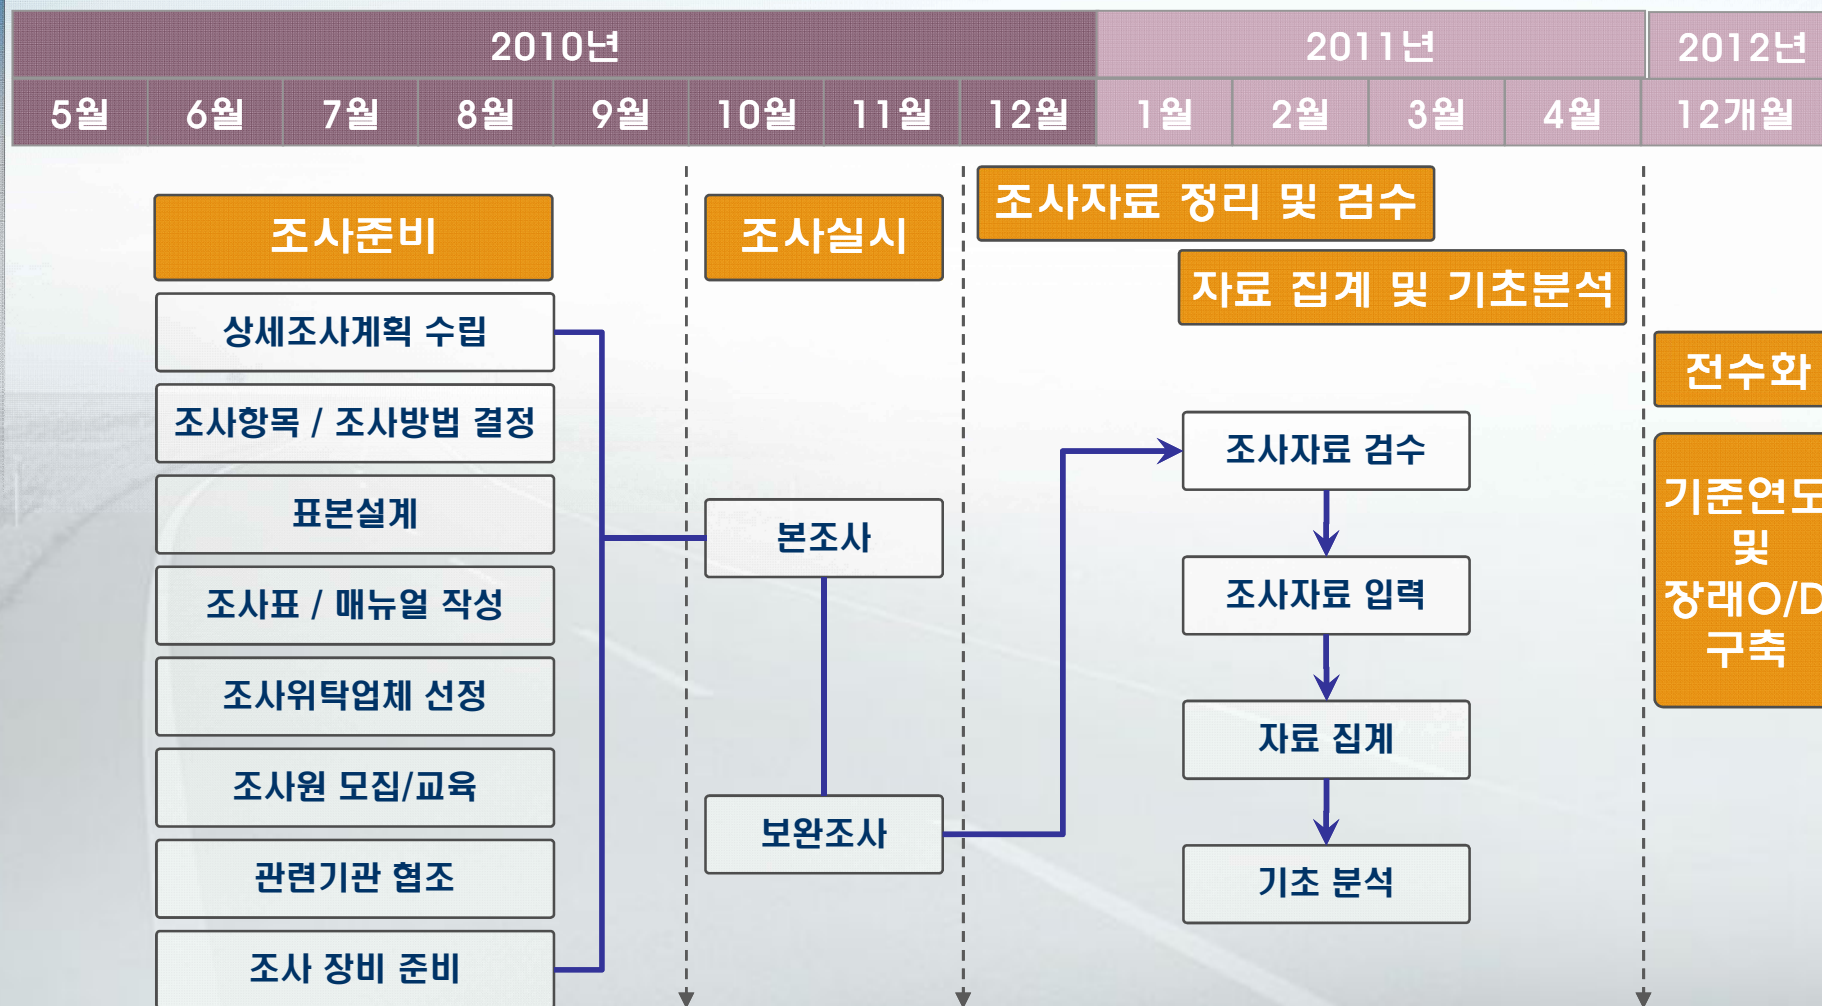 2010년 2011년 2012년
5월 6월 7월 8월 9월 10월 11월 12월 1월 2월 3월 4월 12개월
조사준비
상세조사계획 수립
조사항목 / 조사방법 결정
표본설계
조사표 / 매뉴얼 작성
조사위탁업체 선정
조사원 모집/교육
관련기관 협조
조사 장비 준비
조사실시
본조사
보완조사
조사자료 정리 및 검수
자료 집계 및 기초분석
조사자료 검수
조사자료 입력
자료 집계
기초 분석
전수화
기준연도
및
장래O/D
구축